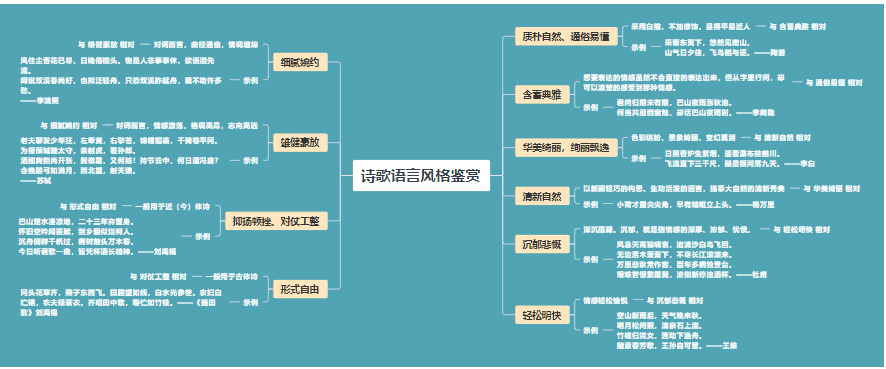 诗歌语言风格鉴赏
细腻婉约
与 雄健豪放 相对
对词而言，曲径通幽，情调缠绵
示例
风住尘香花已尽，日晚倦梳头。物是人非事事休，欲语泪先
流。
闻说双溪春尚好，也拟泛轻舟。只恐双溪舴艋舟，载不动许多
愁。
——李清照
雄健豪放
与 细腻婉约 相对
对词而言，情感激荡，格调高昂，志向高远
示例
老夫聊发少年狂，左牵黄，右擎苍，锦帽貂裘，千骑卷平冈。
为报倾城随太守，亲射虎，看孙郎。
酒酣胸胆尚开张，鬓微霜，又何妨！持节云中，何日遣冯唐？
会挽雕弓如满月，西北望，射天狼。
——苏轼
抑扬顿挫、对仗工整
与 形式自由 相对
一般用于近（今）体诗
示例
巴山楚水凄凉地，二十三年弃置身。
怀旧空吟闻笛赋，到乡翻似烂柯人。
沉舟侧畔千帆过，病树前头万木春。
今日听君歌一曲，暂凭杯酒长精神。——刘禹锡
形式自由
与 对仗工整 相对
一般用于古体诗
示例
冈头花草齐，燕子东西飞。田塍望如线，白水光参差。农妇白
纻裙，农夫绿蓑衣。齐唱田中歌，嘤伫如竹枝。——《插田
歌》刘禹锡
质朴自然、通俗易懂
采用白描，不加修饰，显得平易近人
与 含蓄典雅 相对
示例
采菊东篱下，悠然见南山。
山气日夕佳，飞鸟相与还。——陶潜
含蓄典雅
想要表达的情感虽然不会直接的表达出来，但从字里行间，却
可以清楚的感受到那种情感。
与 通俗易懂 相对
示例
君问归期未有期，巴山夜雨涨秋池。
何当共剪西窗烛，却话巴山夜雨时。——李商隐
华美绮丽，绚丽飘逸
色彩缤纷、景象绮丽、变幻莫测
与 清新自然 相对
示例
日照香炉生紫烟，遥看瀑布挂前川。
飞流直下三千尺，疑是银河落九天。——李白
清新自然
以新颖轻巧的构思、生动活泼的语言，描摹大自然的清新秀美
与 华美绮丽 相对
示例
小荷才露尖尖角，早有蜻蜓立上头。——杨万里
沉郁悲慨
深沉蕴藉。沉郁，就是指情感的深厚、浓郁、忧愤。
与 轻松明快 相对
示例
风急天高猿啸哀，渚清沙白鸟飞回。
无边落木萧萧下，不尽长江滚滚来。
万里悲秋常作客，百年多病独登台。
艰难苦恨繁霜鬓，潦倒新停浊酒杯。——杜甫
轻松明快
情感轻松愉悦
与 沉郁悲慨 相对
示例
空山新雨后，天气晚来秋。
明月松间照，清泉石上流。
竹喧归浣女，莲动下渔舟。
随意春芳歇，王孙自可留。——王维